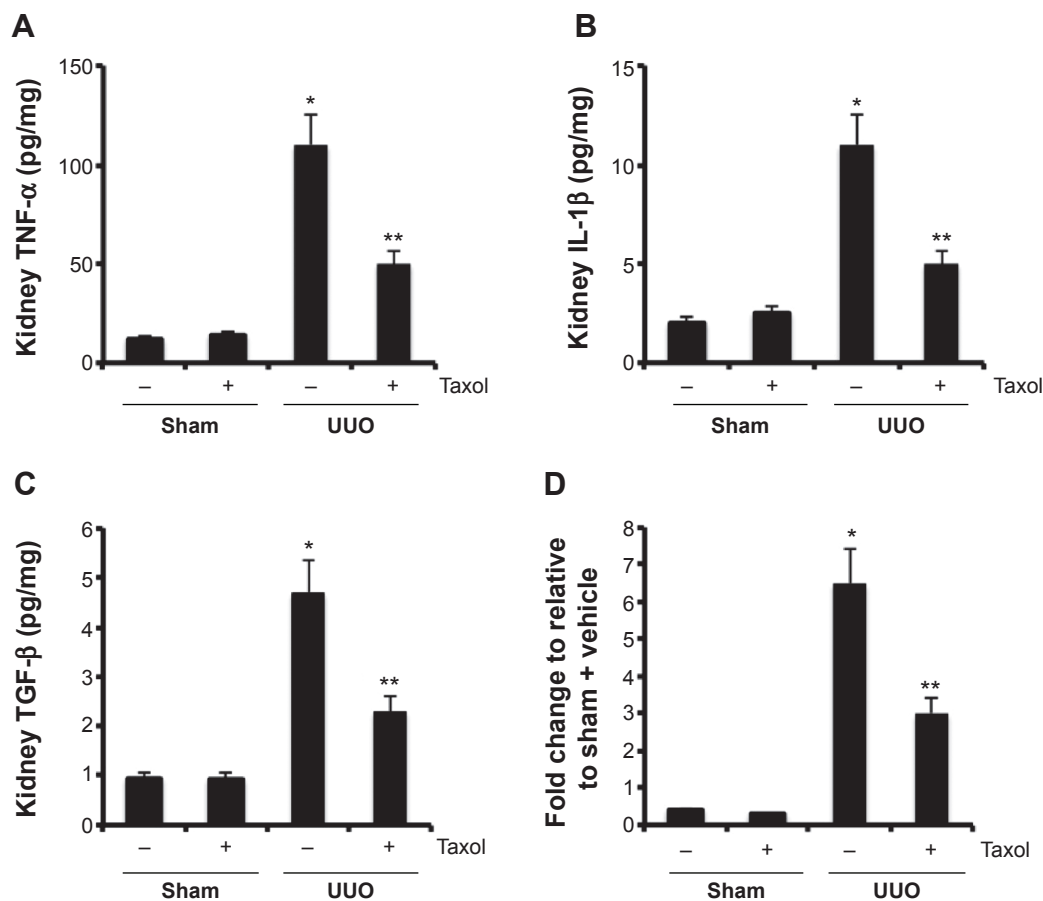 A
Kidney TNF-α (pg/mg)
150
100
50
0
*
**
– + – + Taxol
Sham UUO
B
Kidney IL-1β (pg/mg)
15
10
5
0
*
**
– + – + Taxol
Sham UUO
C
Kidney TGF-β (pg/mg)
6
5
4
3
2
1
0
*
**
– + – + Taxol
Sham UUO
D
Fold change to relative
to sham + vehicle
8
7
6
5
4
3
2
1
0
*
**
– + – + Taxol
Sham UUO